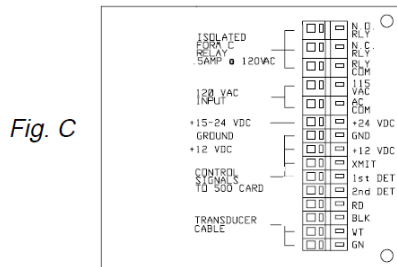 Fig. C
ISOLATED
FORM C
RELAY
.5AMP @ 120VAC
120 VAC
INPUT
+15-24 VDC
GROUND
+12 VDC
CONTROL
SIGNALS
TO 500 CARD
TRANSDUCER
CABLE
N.O.
RLY
N.C.
RLY
RLY
COM
115
VAC
AC
COM
+24 VDC
GND
+12 VDC
XMIT
1st DET
2nd DET
RD
BLK
WT
GN